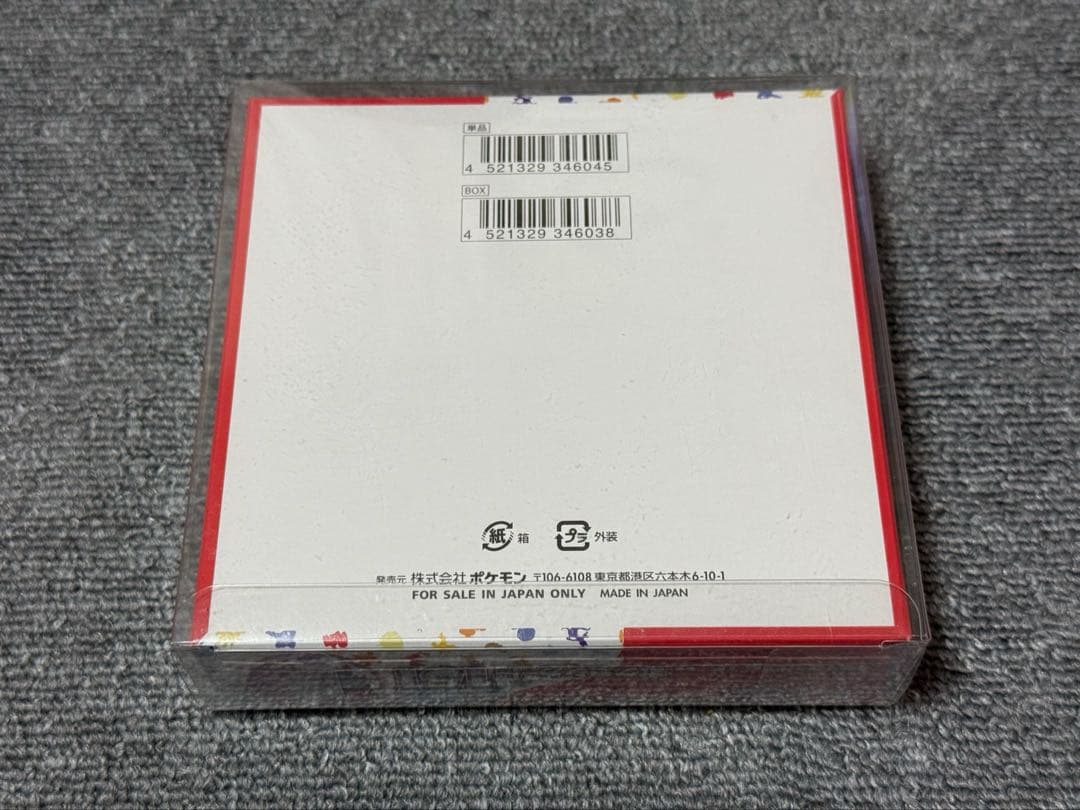 単品
4 521329 346045
BOX
4 521329 346038
紙 箱 プラ 外装
発売元 株式会社 ポケモン 〒106-6108 東京都港区六本木6-10-1
FOR SALE IN JAPAN ONLY MADE IN JAPAN